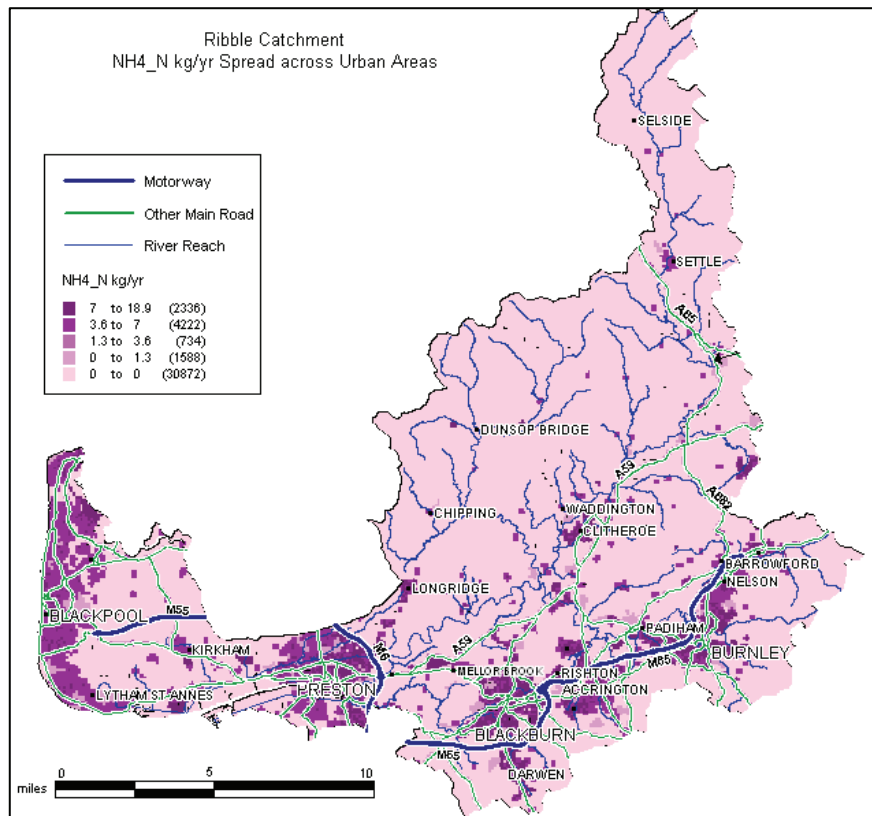 Ribble Catchment
NH4_N kg/yr Spread across Urban Areas
SELSIDE
Motorway
Other Main Road
River Reach
NH4_N kg/yr
7 to 18.9 (2336)
3.6 to 7 (4222)
1.3 to 3.6 (734)
0 to 1.3 (1588)
0 to 0 (30872)
SETTLE
A65
DUNSOP BRIDGE
A59
A682
CHIPPING
WADDINGTON
CLITHEROE
BARROWFORD
NELSON
LONGRIDGE
BLACKPOOL
M55
KIRKHAM
M6
A59
PADIHAM
BURNLEY
M65
MELLOR BROOK
RISHTON
ACCRINGTON
LYTHAM ST ANNES
PRESTON
BLACKBURN
M65
DARWEN
0 5 10
miles